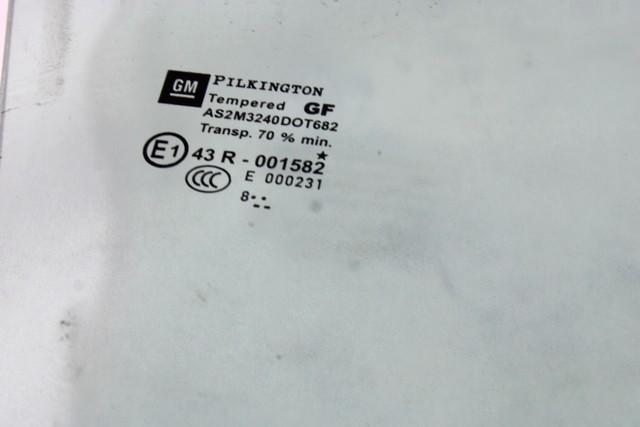 GM PILKINGTON
Tempered GF
AS2M3240DOT682
Transp. 70 % min.
E1 43 R - 001582
CCC E 000231
8